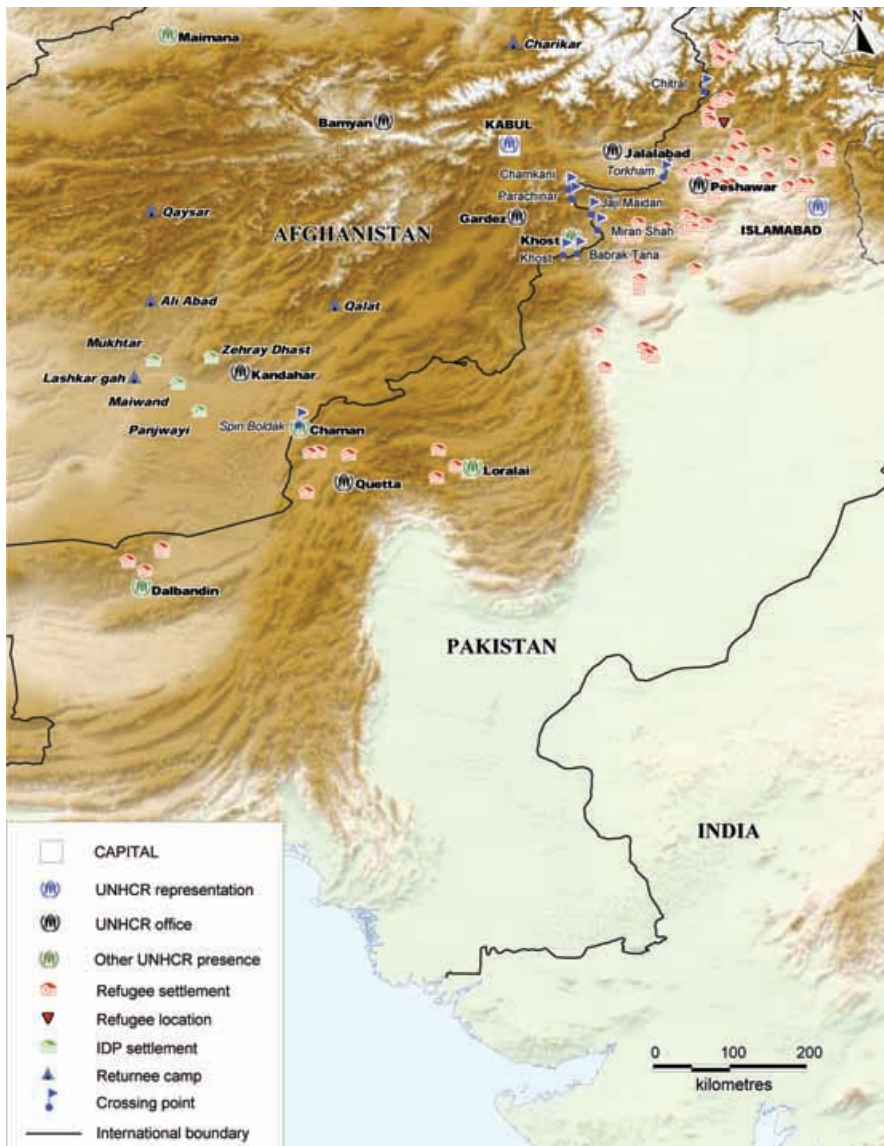 N
Maimana
Charikar
Chitral
Bamyan
KABUL
Jalalabad
Torkham
Chamkani
Peshawar
Parachinar
Jaji Maidan
Qaysar
Gardez
Miran Shah
ISLAMABAD
AFGHANISTAN
Khost
Khost
Babrak Tana
Ali Abad
Qalat
Mukhtar
Zehray Dhast
Lashkar gah
Kandahar
Maiwand
Panjwayi
Spin Boldak
Chaman
Loralai
Quetta
Dalbandin
PAKISTAN
INDIA
CAPITAL
UNHCR representation
UNHCR office
Other UNHCR presence
Refugee settlement
Refugee location
IDP settlement
Returnee camp
Crossing point
International boundary
0 100 200
kilometres